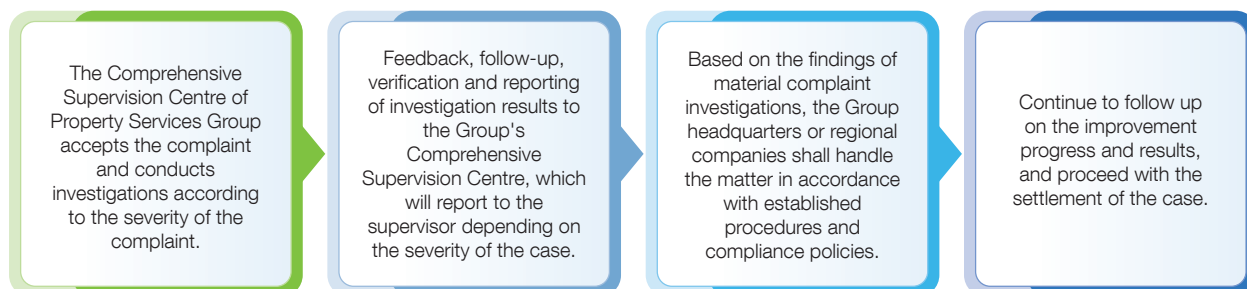 The Comprehensive
Supervision Centre of
Property Services Group
accepts the complaint
and conducts
investigations according
to the severity of the
complaint.
Feedback, follow-up,
verification and reporting
of investigation results to
the Group's
Comprehensive
Supervision Centre, which
will report to the
supervisor depending on
the severity of the case.
Based on the findings of
material complaint
investigations, the Group
headquarters or regional
companies shall handle
the matter in accordance
with established
procedures and
compliance policies.
Continue to follow up
on the improvement
progress and results,
and proceed with the
settlement of the case.